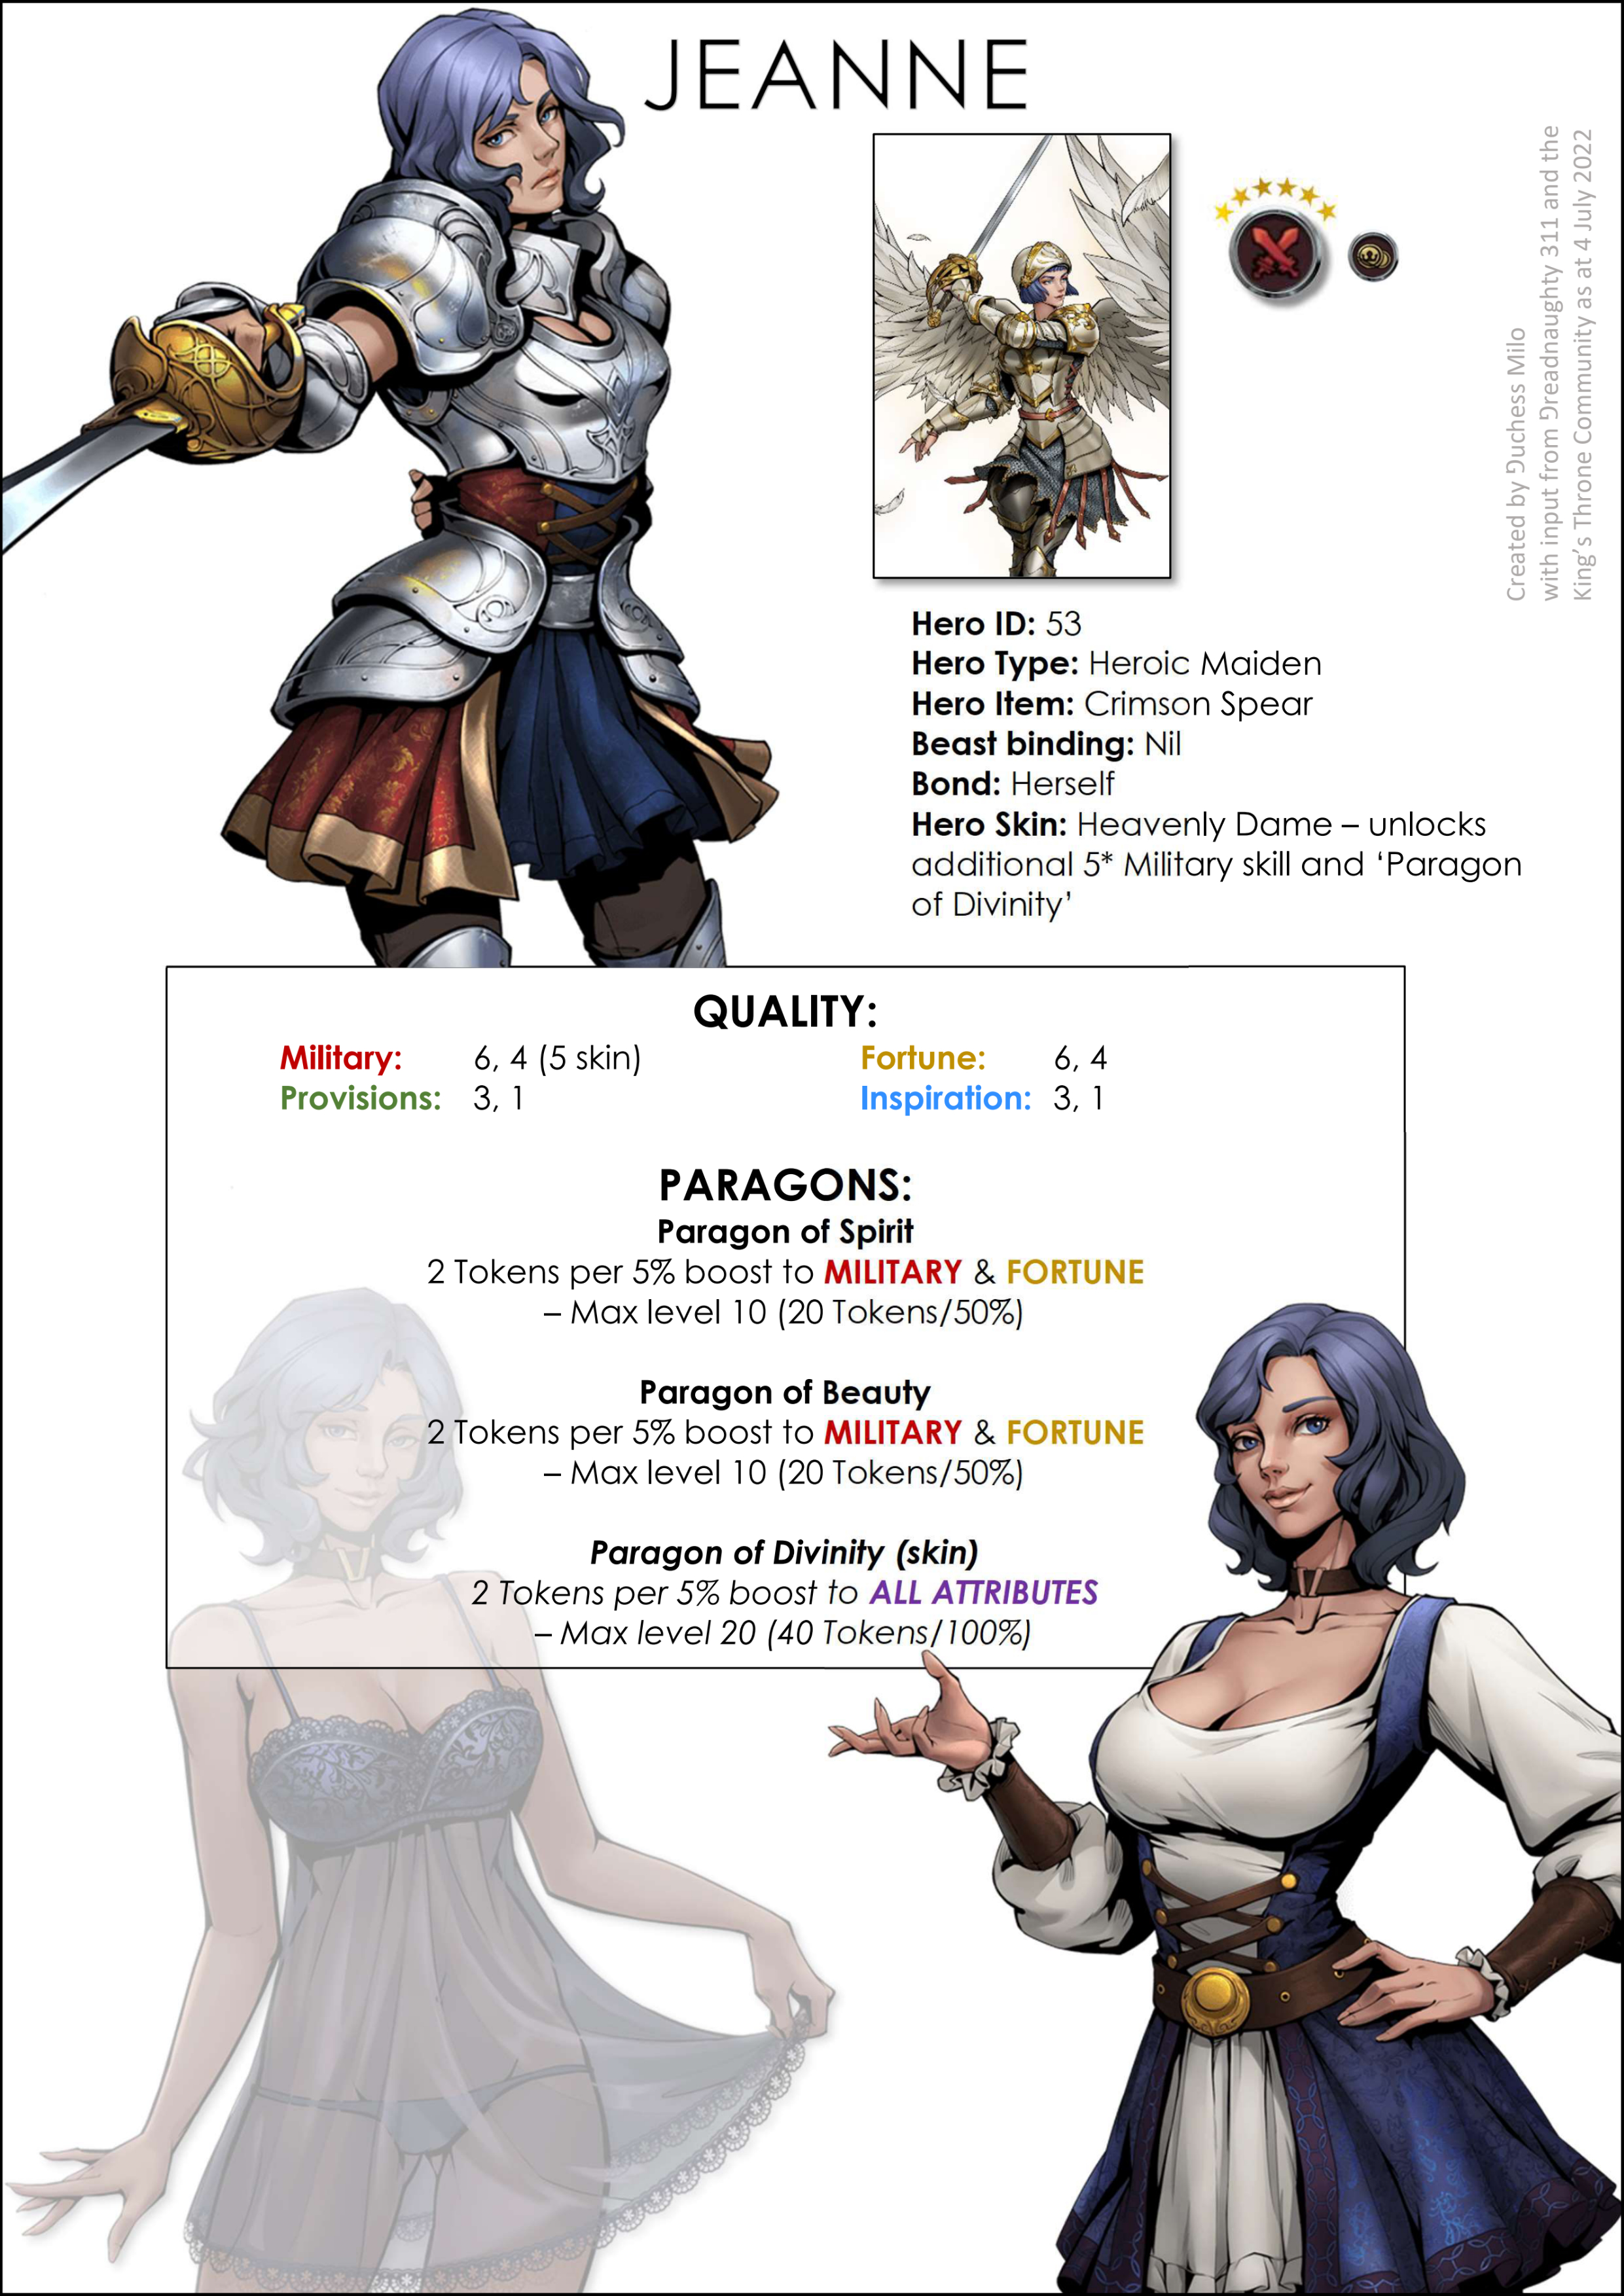 JEANNE
Created by Duchess Milo
with input from Dreadnaughty 311 and the
King's Throne Community as at 4 July 2022
Hero ID: 53
Hero Type: Heroic Maiden
Hero Item: Crimson Spear
Beast binding: Nil
Bond: Herself
Hero Skin: Heavenly Dame – unlocks
additional 5* Military skill and ‘Paragon
of Divinity’
QUALITY:
Military: 6, 4 (5 skin) Fortune: 6, 4
Provisions: 3, 1 Inspiration: 3, 1
PARAGONS:
Paragon of Spirit
2 Tokens per 5% boost to MILITARY & FORTUNE
– Max level 10 (20 Tokens/50%)
Paragon of Beauty
2 Tokens per 5% boost to MILITARY & FORTUNE
– Max level 10 (20 Tokens/50%)
Paragon of Divinity (skin)
2 Tokens per 5% boost to ALL ATTRIBUTES
– Max level 20 (40 Tokens/100%)